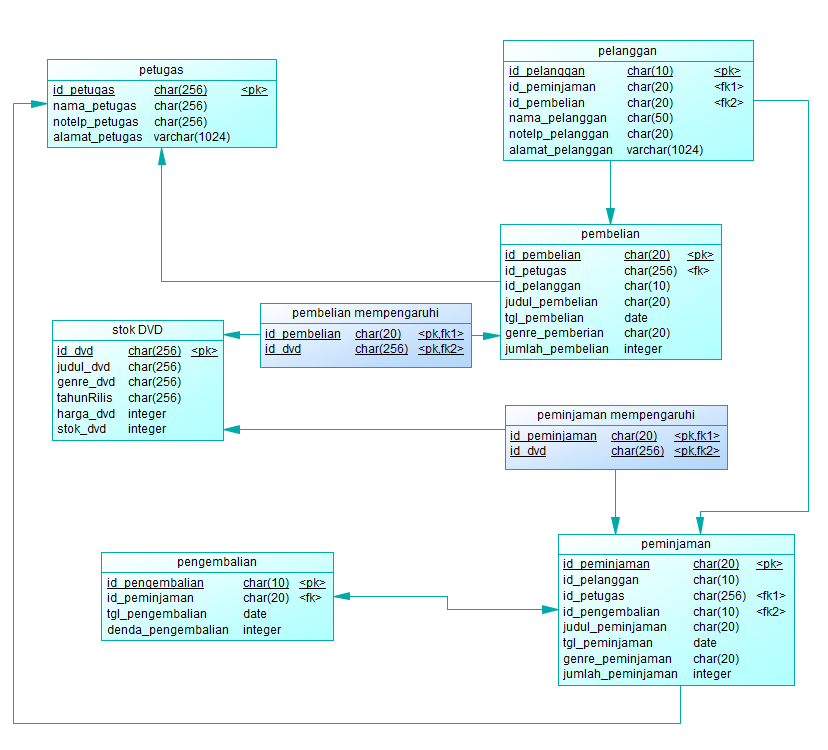 petugas
id_petugas char(256) <pk>
nama_petugas char(256)
notelp_petugas char(256)
alamat_petugas varchar(1024)
pelanggan
id_pelanggan char(10) <pk>
id_peminjaman char(20) <fk1>
id_pembelian char(20) <fk2>
nama_pelanggan char(50)
notelp_pelanggan char(20)
alamat_pelanggan varchar(1024)
pembelian
id_pembelian char(20) <pk>
id_petugas char(256) <fk>
id_pelanggan char(10)
judul_pembelian char(20)
tgl_pembelian date
genre_pemberian char(20)
jumlah_pembelian integer
pembelian mempengaruhi
id_pembelian char(20) <pk,fk1>
id_dvd char(256) <pk,fk2>
stok DVD
id_dvd char(256) <pk>
judul_dvd char(256)
genre_dvd char(256)
tahunRilis char(256)
harga_dvd integer
stok_dvd integer
peminjaman mempengaruhi
id_peminjaman char(20) <pk,fk1>
id_dvd char(256) <pk,fk2>
pengembalian
id_pengembalian char(10) <pk>
id_peminjaman char(20) <fk>
tgl_pengembalian date
denda_pengembalian integer
peminjaman
id_peminjaman char(20) <pk>
id_pelanggan char(10)
id_petugas char(256) <fk1>
id_pengembalian char(10) <fk2>
judul_peminjaman char(20)
tgl_peminjaman date
genre_peminjaman char(20)
jumlah_peminjaman integer